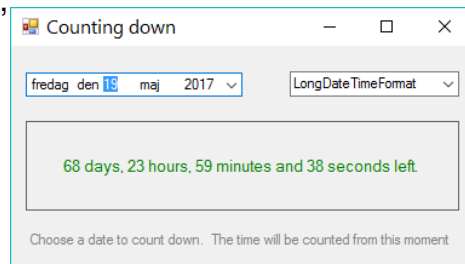 ,
Counting down
fredag den 19 maj 2017 LongDateTimeFormat
68 days, 23 hours, 59 minutes and 38 seconds left.
Choose a date to count down. The time will be counted from this moment